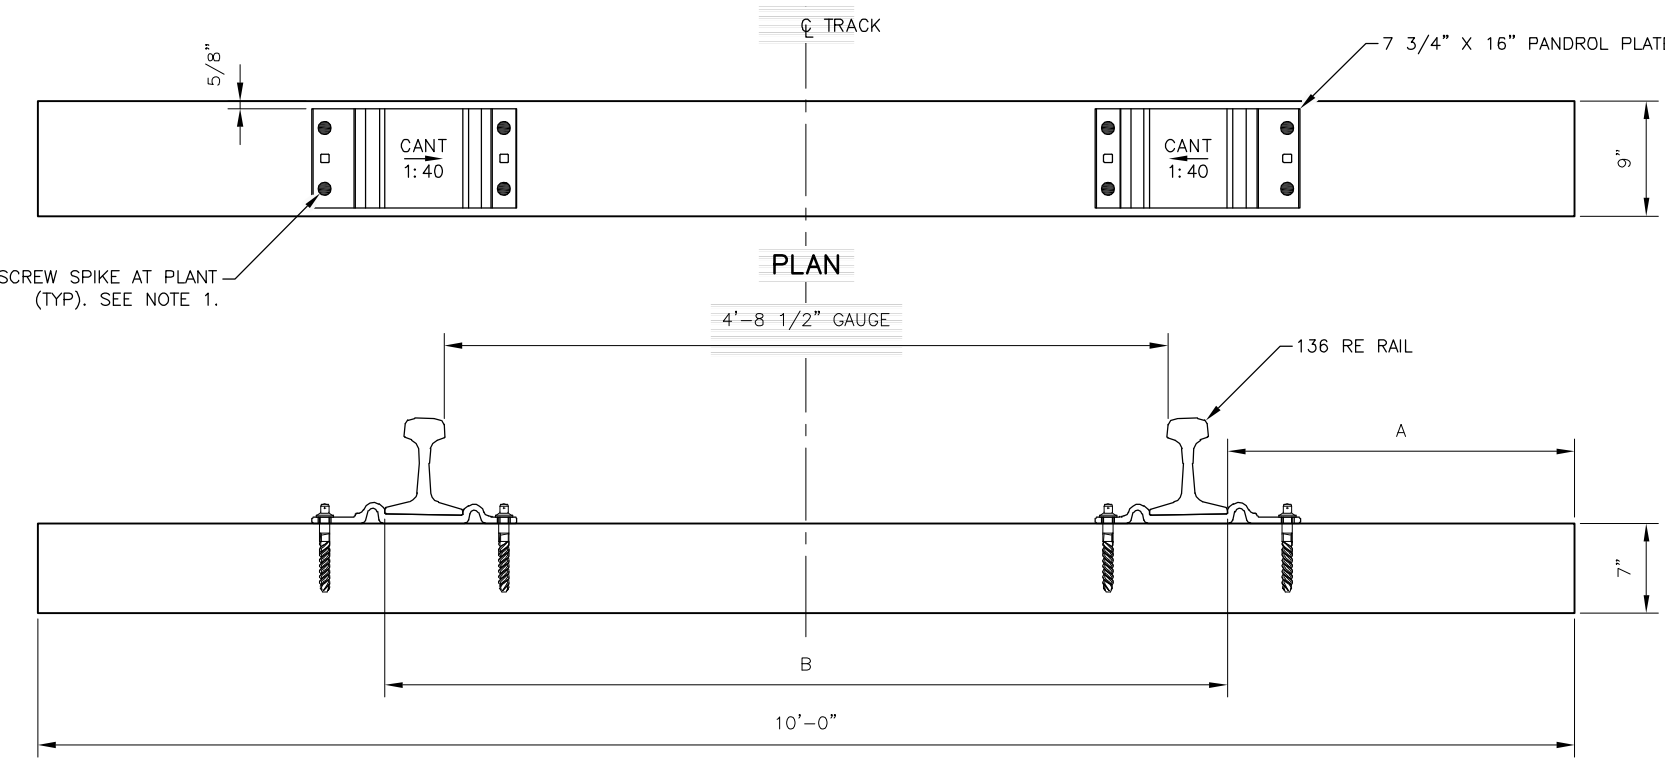 ℄ TRACK
7 3/4" X 16" PANDROL PLATE
5/8"
CANT
1:40
CANT
1:40
9"
SCREW SPIKE AT PLANT
(TYP). SEE NOTE 1.
PLAN
4'-8 1/2" GAUGE
136 RE RAIL
A
7"
B
10'-0"